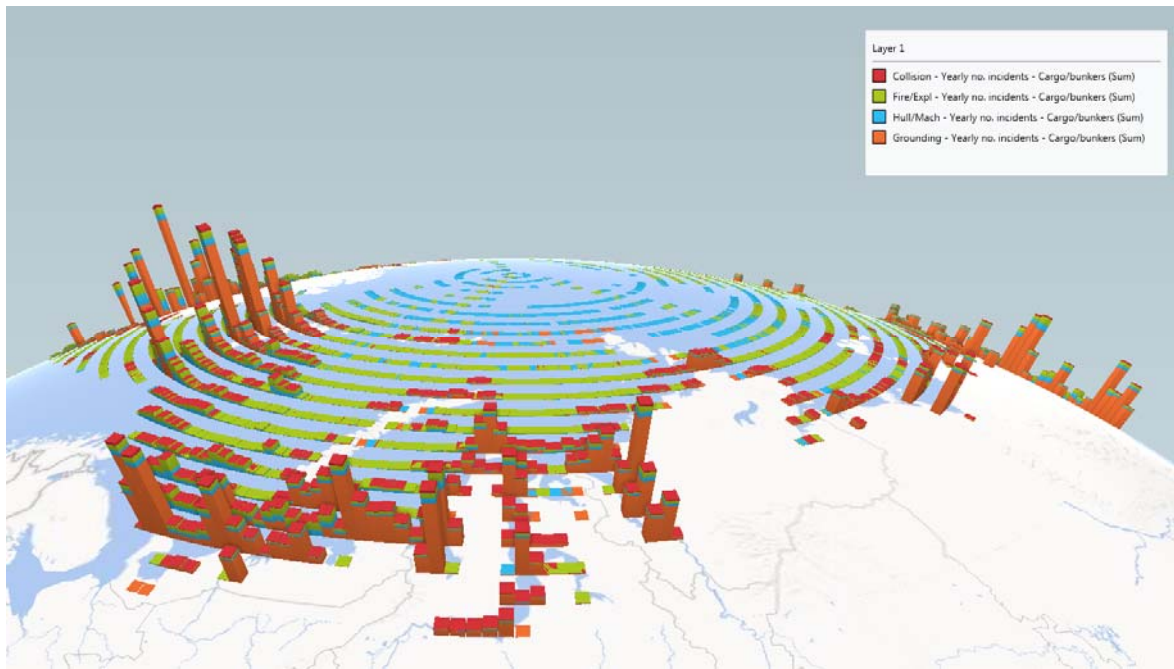 Layer 1
Collision - Yearly no. incidents - Cargo/bunkers (Sum)
Fire/Expl - Yearly no. incidents - Cargo/bunkers (Sum)
Hull/Mach - Yearly no. incidents - Cargo/bunkers (Sum)
Grounding - Yearly no. incidents - Cargo/bunkers (Sum)